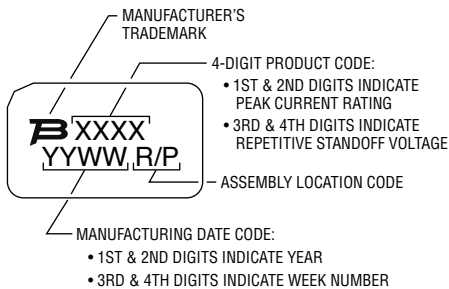 MANUFACTURER'S
TRADEMARK
4-DIGIT PRODUCT CODE:
• 1ST & 2ND DIGITS INDICATE
PEAK CURRENT RATING
• 3RD & 4TH DIGITS INDICATE
REPETITIVE STANDOFF VOLTAGE
B XXXX
YYWW R/P
ASSEMBLY LOCATION CODE
MANUFACTURING DATE CODE:
• 1ST & 2ND DIGITS INDICATE YEAR
• 3RD & 4TH DIGITS INDICATE WEEK NUMBER